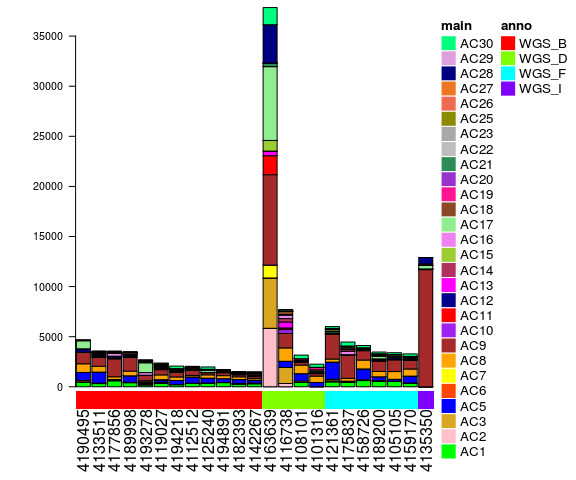 main
anno
AC30
AC29
AC28
AC27
AC26
AC25
AC23
AC22
AC21
AC20
AC19
AC18
AC17
AC16
AC15
AC14
AC13
AC12
AC11
AC10
AC9
AC8
AC7
AC6
AC5
AC3
AC2
AC1
WGS_B
WGS_D
WGS_F
WGS_I
35000
30000
25000
20000
15000
10000
5000
0
4190495
4133511
4177856
4189998
4193278
4119027
4194218
4112512
4125240
4194891
4182393
4142267
4163639
4116738
4108101
4101316
4121361
4175837
4158726
4189200
4105105
4159170
4135350